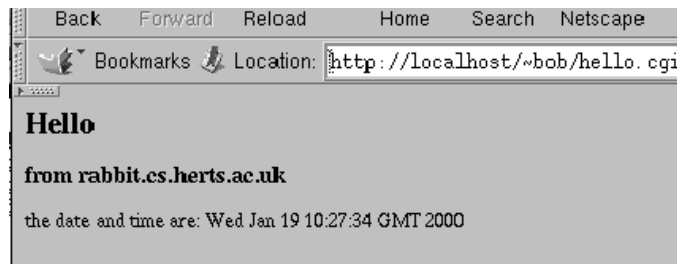 Back Forward Reload Home Search Netscape
Bookmarks Location: http://localhost/~bob/hello.cgi
Hello
from rabbit.cs.herts.ac.uk
the date and time are: Wed Jan 19 10:27:34 GMT 2000